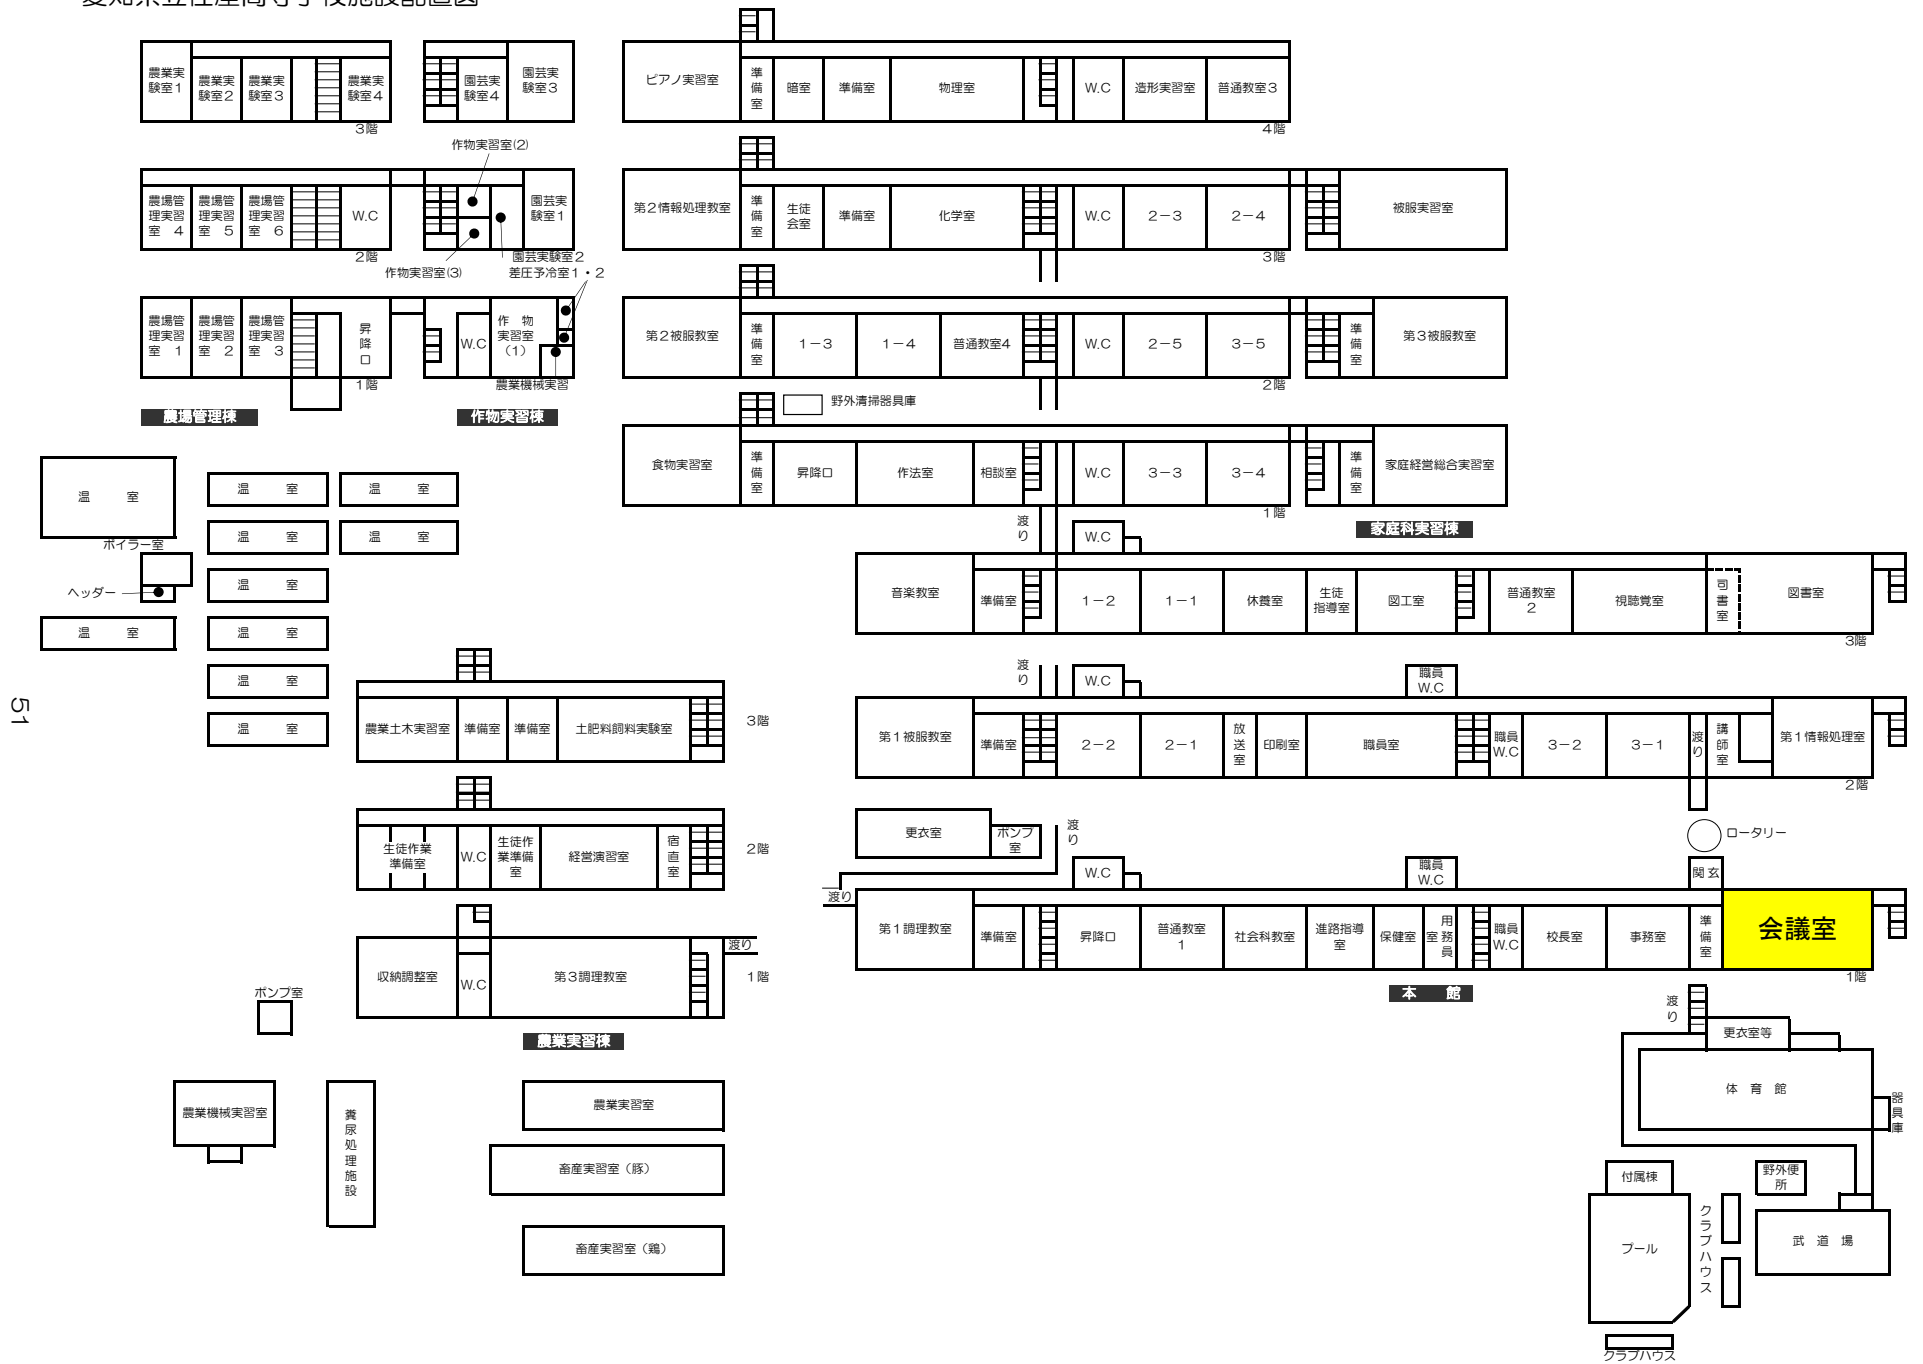 農業実
験室１
農業実
験室２
農業実
験室３
農業実
験室４
3階
園芸実
験室４
園芸実
験室３
ピアノ実習室
準
備
室
暗室
準備室
物理室
W.C
造形実習室
普通教室３
４階
作物実習室(2)
農場管
理実習
室　４
農場管
理実習
室　５
農場管
理実習
室　６
W.C
2階
園芸実
験室１
作物実習室(3)
園芸実験室２
差圧予冷室１・２
第２情報処理教室
準
備
室
生徒
会室
準備室
化学室
W.C
２－３
２－４
3階
被服実習室
農場管
理実習
室　１
農場管
理実習
室　２
農場管
理実習
室　３
昇
降
口
1階
W.C
作　物
実習室
（1）
農業機械実習
農場管理棟
作物実習棟
第２被服教室
準
備
室
１－３
１－４
普通教室4
W.C
２－５
３－５
2階
準
備
室
第３被服教室
野外清掃器具庫
食物実習室
準
備
室
昇降口
作法室
相談室
W.C
３－３
３－４
1階
準
備
室
家庭経営総合実習室
家庭科実習棟
渡
り
温　　　室
温　　　室
温　　　室
温　　　室
温　　　室
ボイラー室
ヘッダー
温　　　室
温　　　室
温　　　室
温　　　室
温　　　室
W.C
音楽教室
準備室
１－２
１－１
休養室
生徒
指導室
図工室
普通教室
2
視聴覚室
司
書
室
図書室
3階
渡
り
W.C
職員
W.C
第１被服教室
準備室
２－２
２－１
放
送
室
印刷室
職員室
職員
W.C
３－２
３－１
渡
り
講
師
室
第１情報処理室
2階
農業土木実習室
準備室
準備室
土肥料飼料実験室
3階
生徒作業
準備室
W.C
生徒作
業準備
室
経営演習室
宿
直
室
2階
更衣室
ポンプ
室
渡
り
渡り
W.C
職員
W.C
ロータリー
関玄
第１調理教室
準備室
昇降口
普通教室
1
社会科教室
進路指導
室
保健室
用
室務
員
職員
W.C
校長室
事務室
準
備
室
会議室
1階
本　館
収納調整室
W.C
第３調理教室
渡り
1階
農業実習棟
ポンプ室
農業機械実習室
糞
尿
処
理
施
設
農業実習室
畜産実習室（豚）
畜産実習室（鶏）
渡
り
更衣室等
体　育　館
器
具
庫
付属棟
プール
ク
ラ
ブ
ハ
ウ
ス
野外便
所
武　道　場
クラブハウス
51